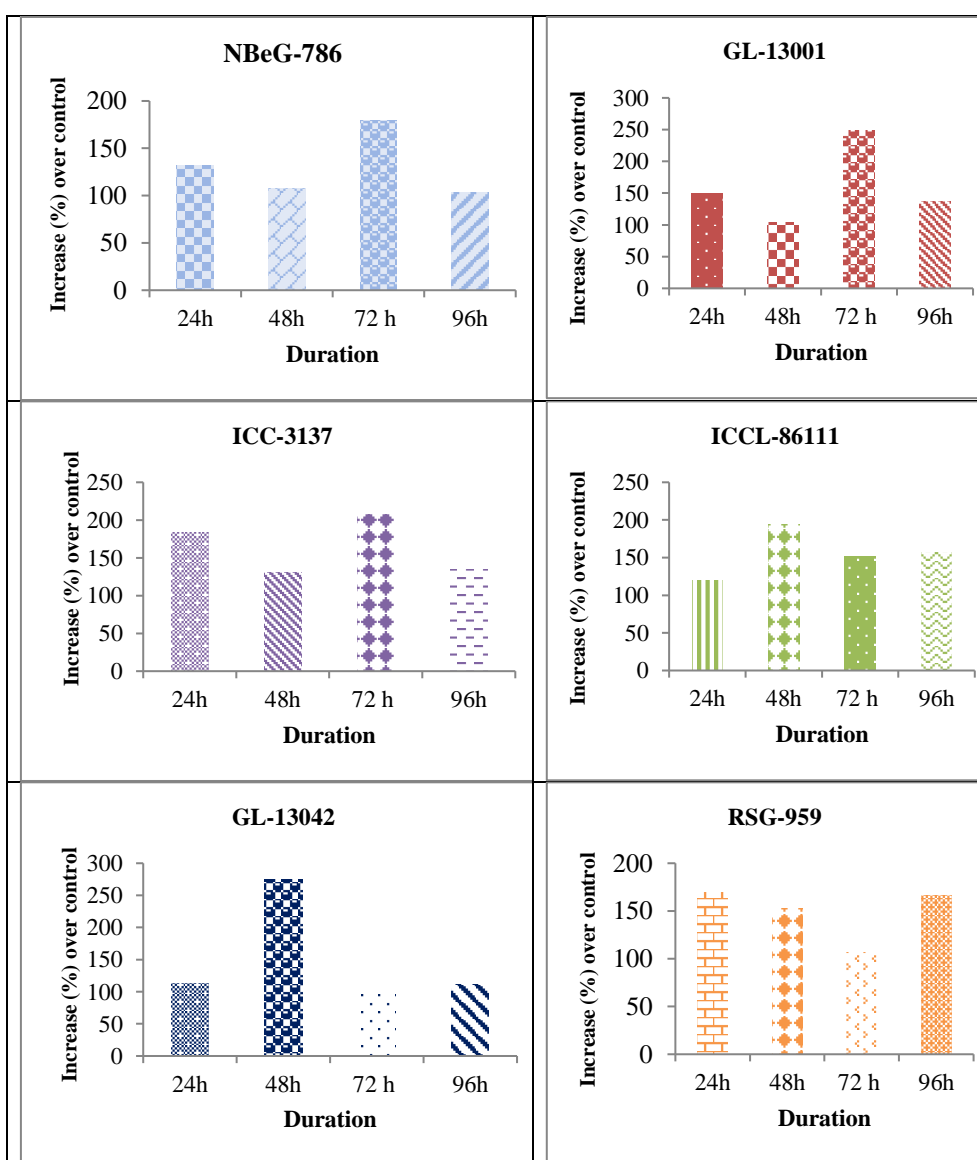 NBeG-786
Increase (%) over control
200
150
100
50
0
24h 48h 72 h 96h
Duration
GL-13001
Increase (%) over control
300
250
200
150
100
50
0
24h 48h 72 h 96h
Duration
ICC-3137
Increase (%) over control
250
200
150
100
50
0
24h 48h 72 h 96h
Duration
ICCL-86111
Increase (%) over control
250
200
150
100
50
0
24h 48h 72 h 96h
Duration
GL-13042
Increase (%) over control
300
250
200
150
100
50
0
24h 48h 72 h 96h
Duration
RSG-959
Increase (%) over control
200
150
100
50
0
24h 48h 72 h 96h
Duration